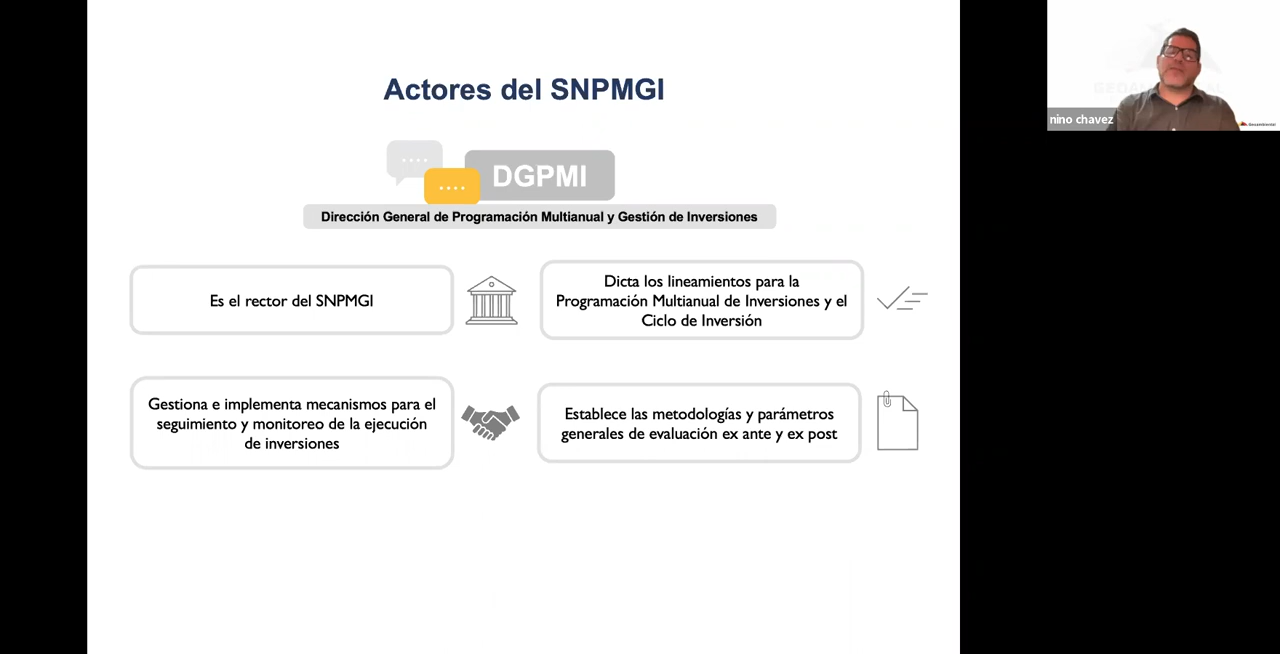 Actores del SNPMGI
DGPMI
Dirección General de Programación Multianual y Gestión de Inversiones
Es el rector del SNPMGI
Dicta los lineamientos para la
Programación Multianual de Inversiones y el
Ciclo de Inversión
Gestiona e implementa mecanismos para el
seguimiento y monitoreo de la ejecución
de inversiones
Establece las metodologías y parámetros
generales de evaluación ex ante y ex post
nino chavez